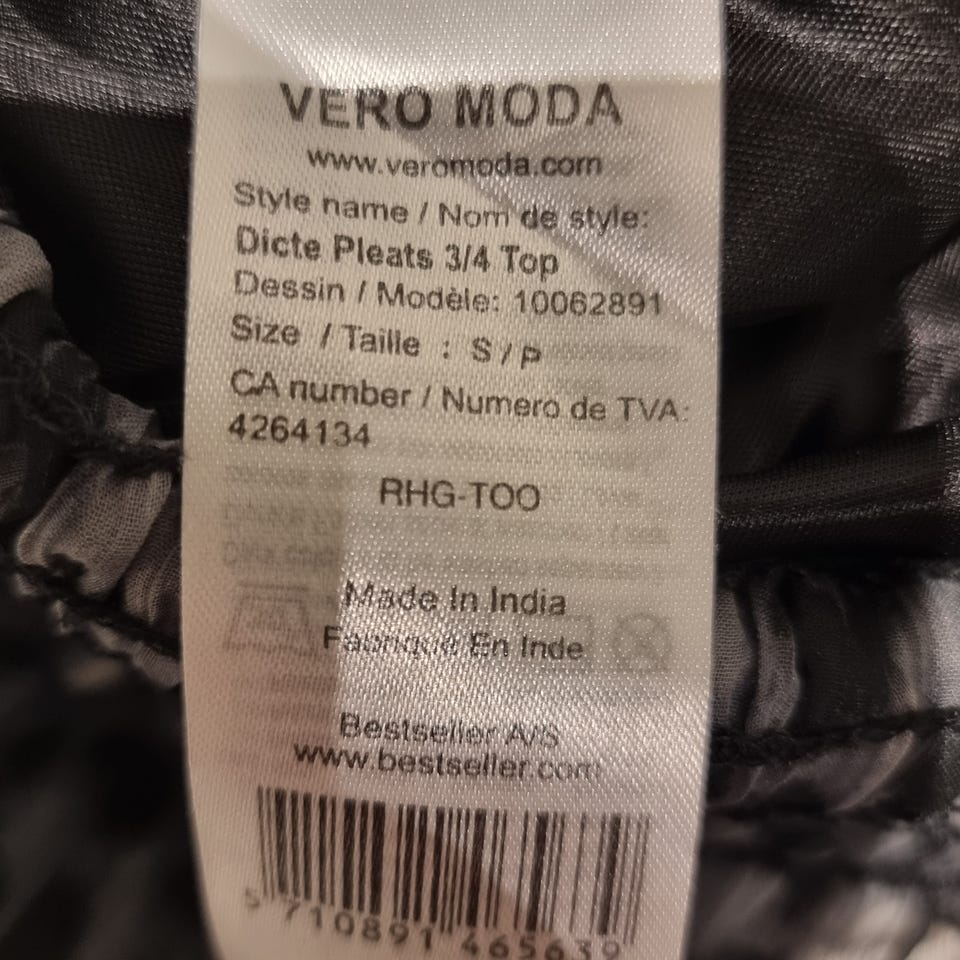 VERO MODA
www.veromoda.com
Style name / Nom de style:
Dicte Pleats 3/4 Top
Dessin / Modèle: 10062891
Size / Taille : S / P
CA number / Numero de TVA:
4264134
RHG-TOO
Made In India
Fabrique En Inde
Bestseller A/S
www.bestseller.com
5 710891 465639